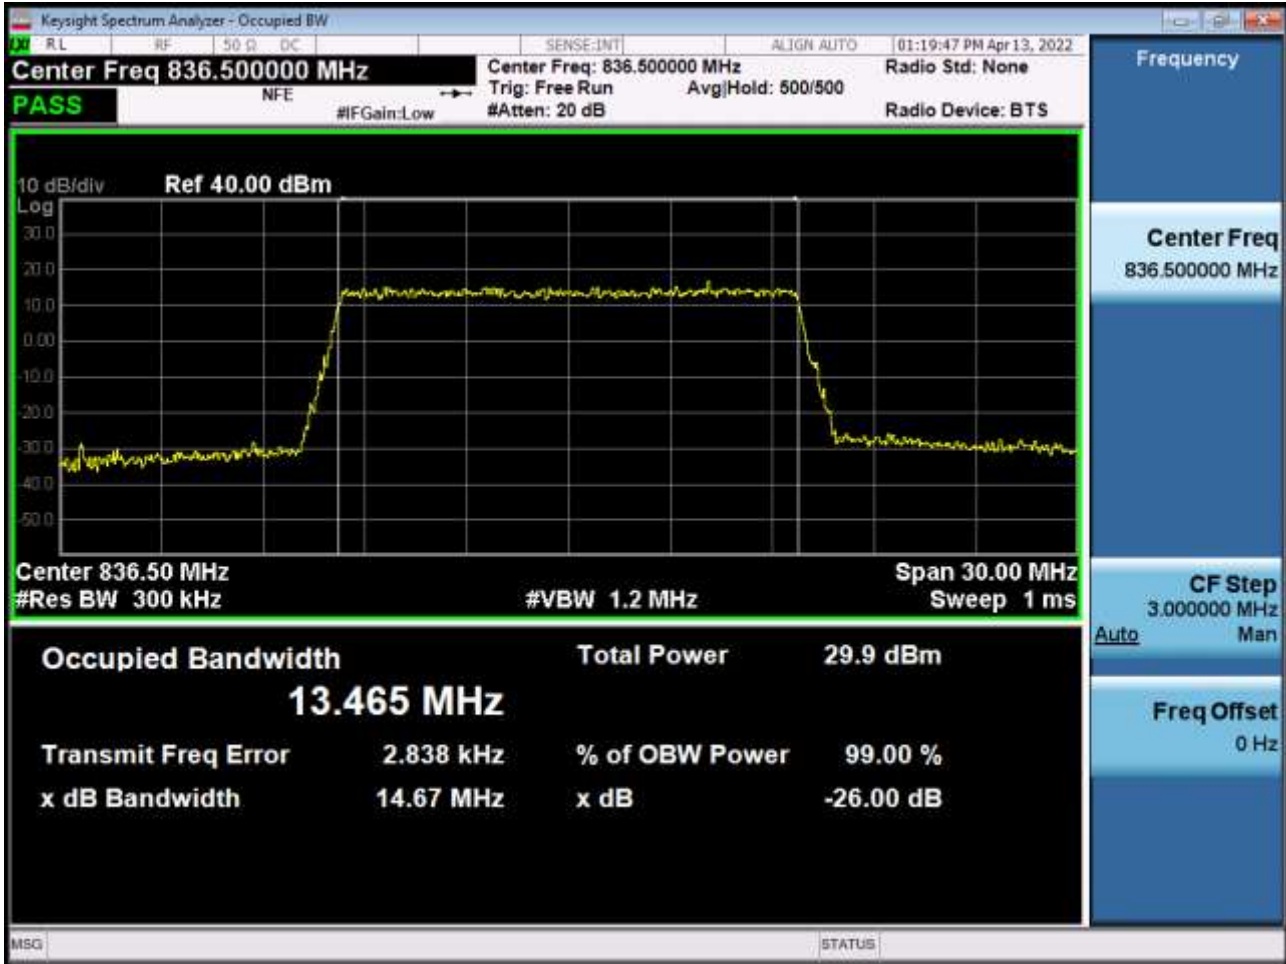 Keysight Spectrum Analyzer - Occupied BW
LXI RL RF 50 Ω DC SENSE:INT ALIGN AUTO 01:19:47 PM Apr 13, 2022
Center Freq 836.500000 MHz
Center Freq: 836.500000 MHz
Radio Std: None
Trig: Free Run Avg|Hold: 500/500
PASS
NFE
#IFGain:Low
#Atten: 20 dB
Radio Device: BTS
10 dB/div Ref 40.00 dBm
Log
30.0
20.0
10.0
0.00
-10.0
-20.0
-30.0
-40.0
-50.0
Center 836.50 MHz Span 30.00 MHz
#Res BW 300 kHz #VBW 1.2 MHz Sweep 1 ms
Occupied Bandwidth Total Power 29.9 dBm
13.465 MHz
Transmit Freq Error 2.838 kHz % of OBW Power 99.00 %
x dB Bandwidth 14.67 MHz x dB -26.00 dB
Frequency
Center Freq
836.500000 MHz
CF Step
3.000000 MHz
Auto Man
Freq Offset
0 Hz
MSG STATUS